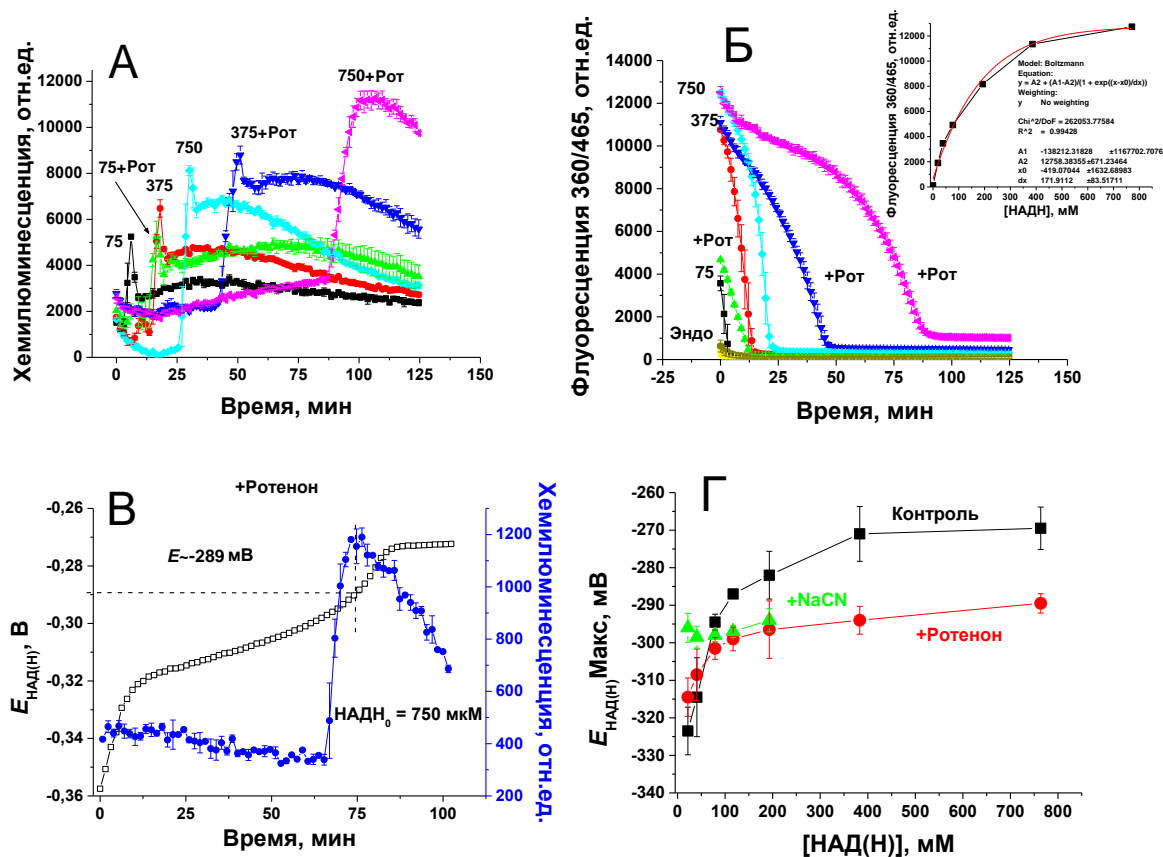 А
Хемилюминесценция, отн.ед.
12000
10000
8000
6000
4000
2000
0
0
25
50
75
100
125
150
Время, мин
75
75+Рот
375
750
375+Рот
750+Рот
Б
Флуоресценция 360/465, отн.ед.
14000
12000
10000
8000
6000
4000
2000
0
-25
0
25
50
75
100
125
150
Время, мин
750
375
+Рот
75
Эндо
+Рот
+Рот
Флуоресценция 360/465, отн.ед.
12000
10000
8000
6000
4000
2000
0
0
100
200
300
400
500
600
700
800
[НАДН], мМ
Model: Boltzmann
Equation:
y = A2 + (A1-A2)/(1 + exp((x-x0)/dx))
Weighting:
y No weighting
Chi^2/DoF = 262053.77584
R^2 = 0.99428
A1 -138212.31828 ±1167702.7076
A2 12758.38355 ±671.23464
x0 -419.07044 ±1632.68983
dx 171.9112 ±83.51711
В
+Ротенон
E~-289 мВ
НАДН0 = 750 мкМ
EНАД(Н), В
-0,26
-0,28
-0,30
-0,32
-0,34
-0,36
0
25
50
75
100
Время, мин
Хемилюминесценция, отн.ед.
1200
1000
800
600
400
200
Г
Контроль
+NaCN
+Ротенон
EНАД(Н)Макс, мВ
-260
-270
-280
-290
-300
-310
-320
-330
-340
-350
0
100
200
300
400
500
600
700
800
[НАД(Н)], мМ